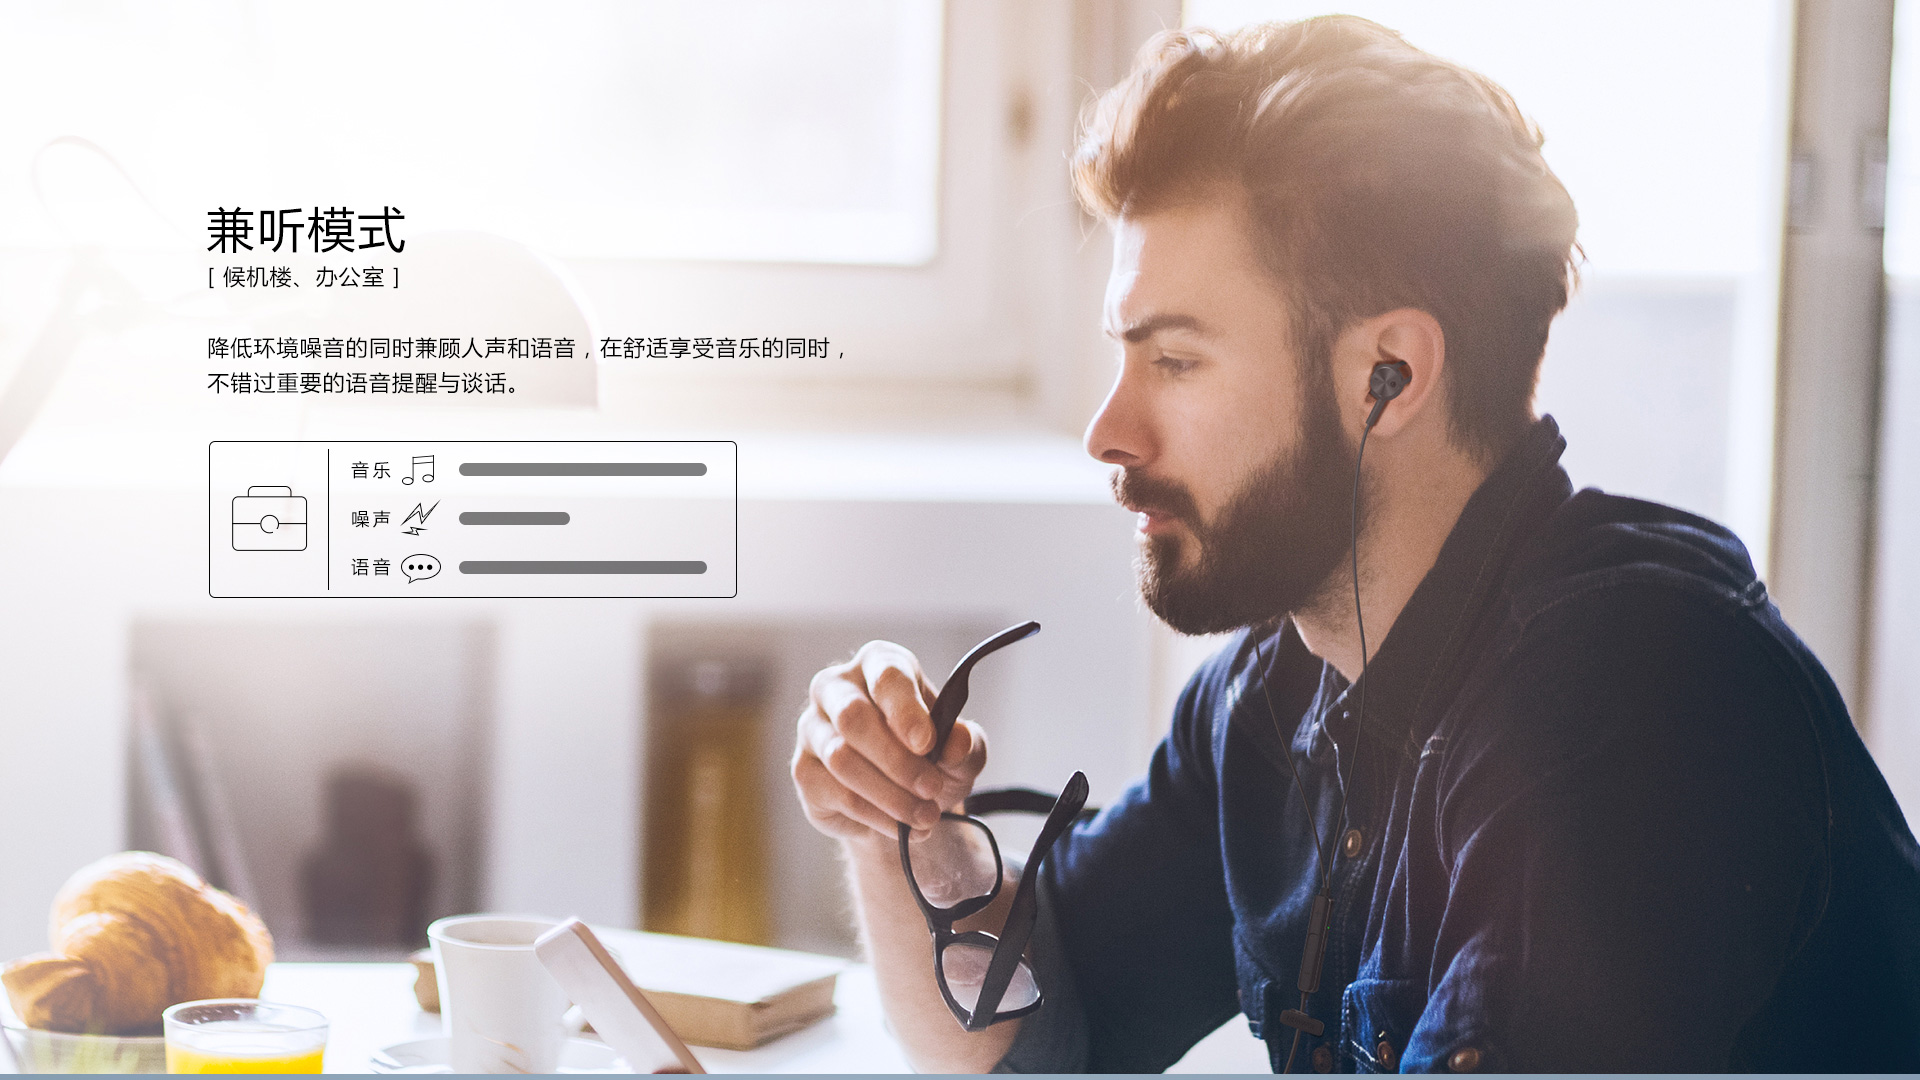 兼听模式
[ 候机楼、办公室 ]
降低环境噪音的同时兼顾人声和语音，在舒适享受音乐的同时，
不错过重要的语音提醒与谈话。
音乐
噪声
语音